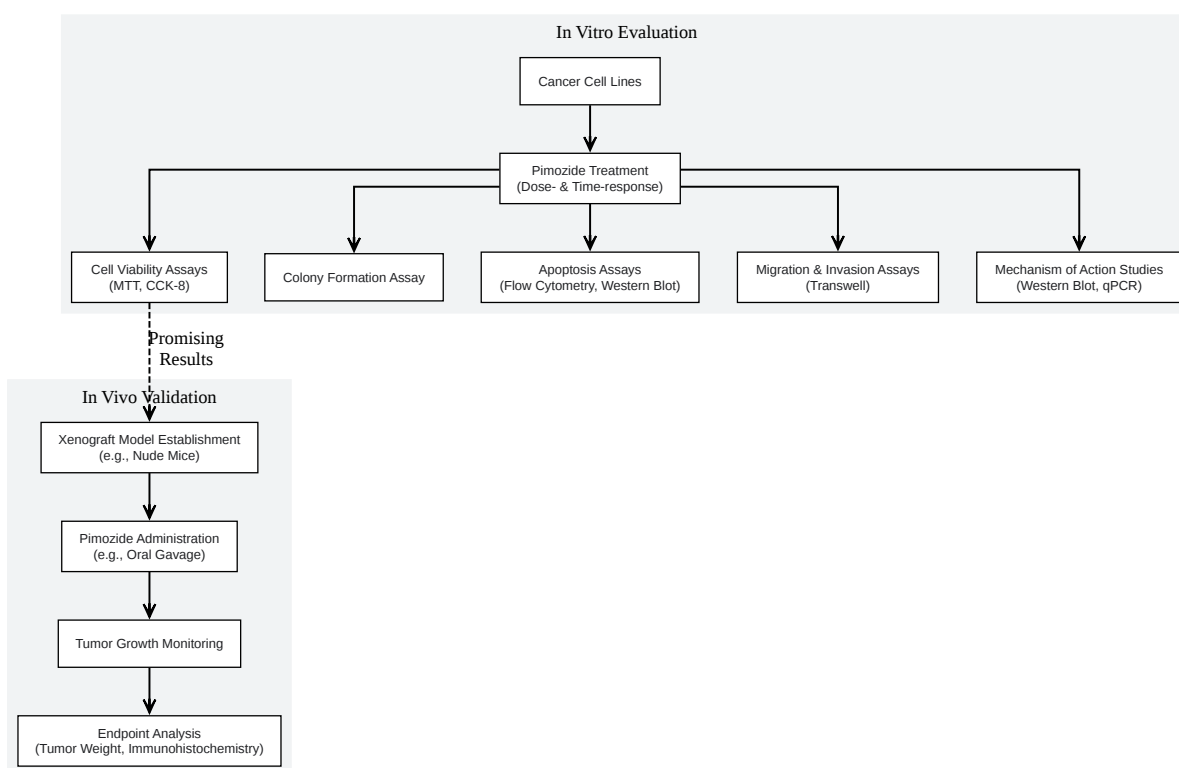 In Vitro Evaluation
Cancer Cell Lines
Pimozide Treatment
(Dose- & Time-response)
Cell Viability Assays
(MTT, CCK-8)
Colony Formation Assay
Apoptosis Assays
(Flow Cytometry, Western Blot)
Migration & Invasion Assays
(Transwell)
Mechanism of Action Studies
(Western Blot, qPCR)
Promising
Results
In Vivo Validation
Xenograft Model Establishment
(e.g., Nude Mice)
Pimozide Administration
(e.g., Oral Gavage)
Tumor Growth Monitoring
Endpoint Analysis
(Tumor Weight, Immunohistochemistry)